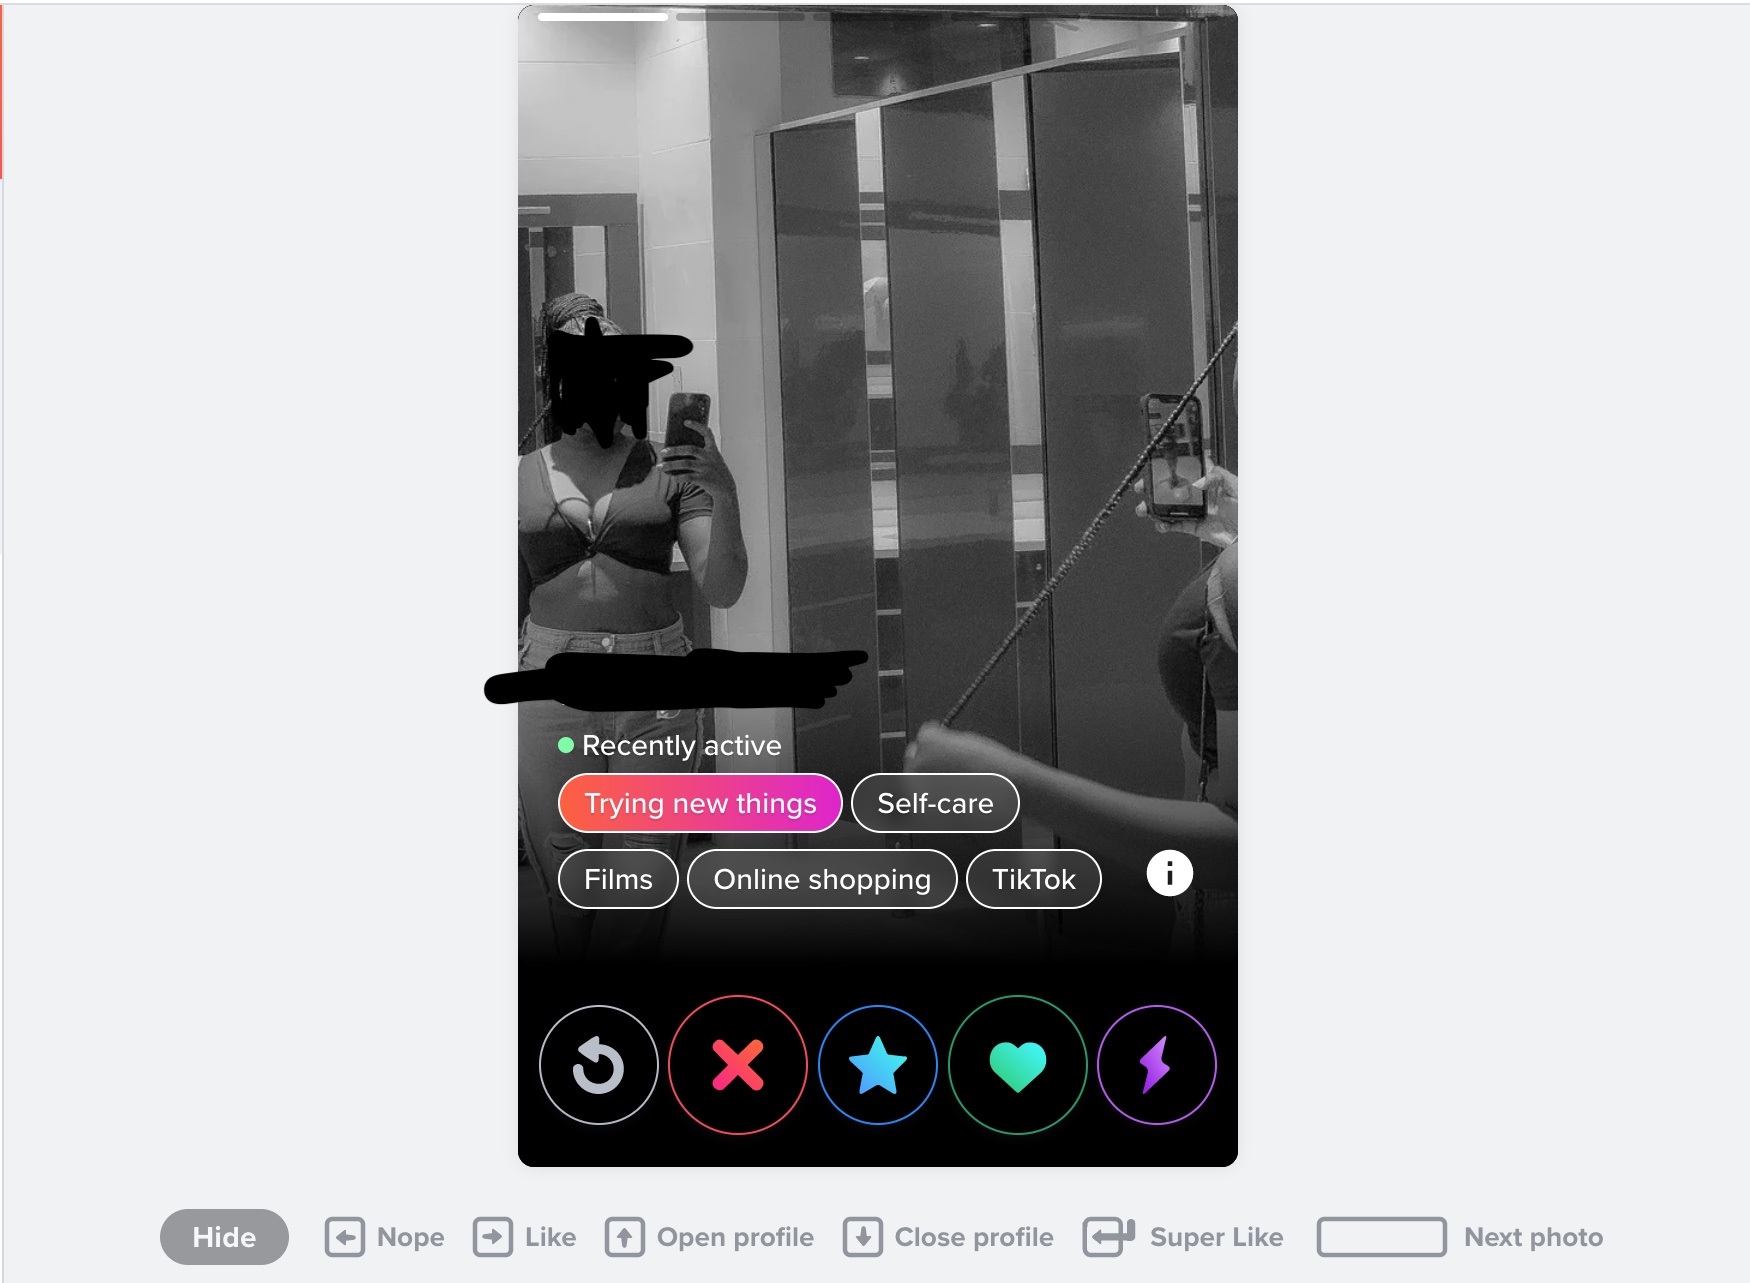 Recently active
Trying new things Self-care
Films Online shopping TikTok
Hide Nope Like Open profile Close profile Super Like Next photo